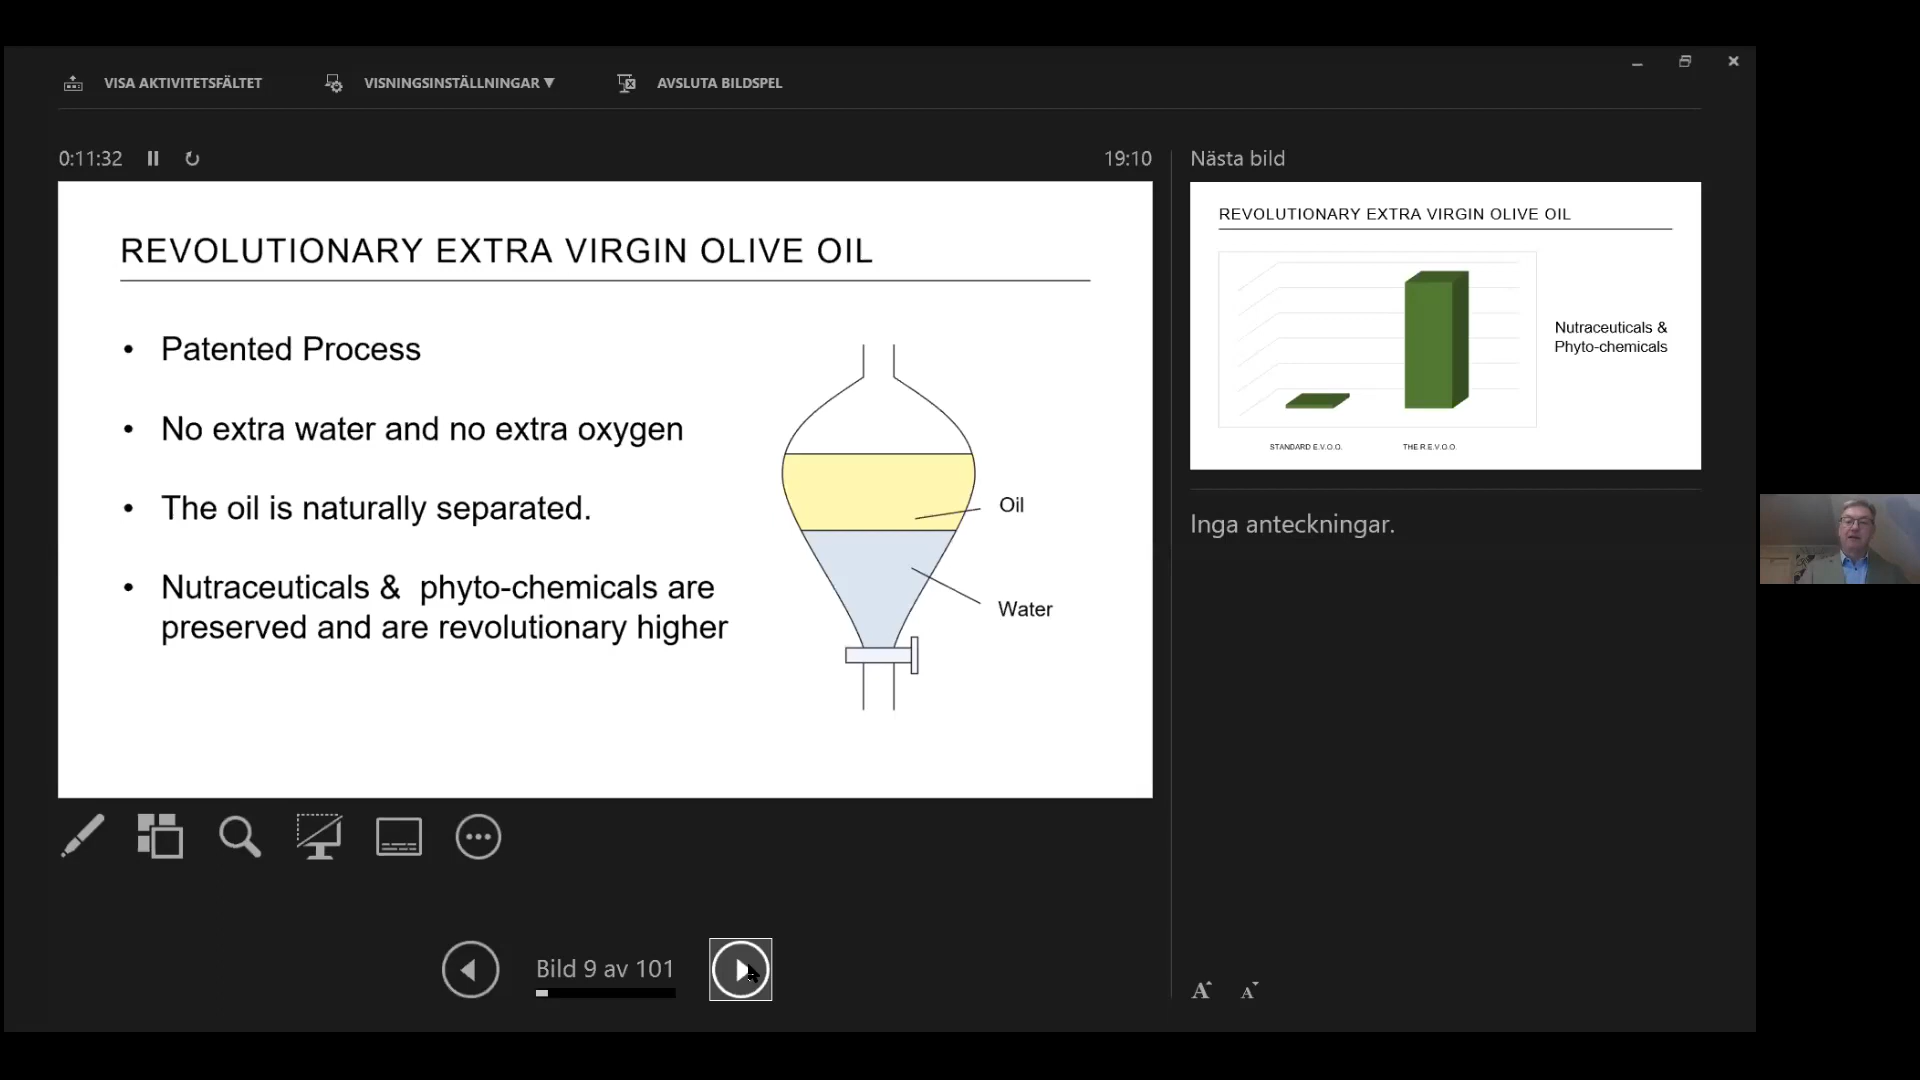 VISA AKTIVITETSFÄLTET
VISNINGSINSTÄLLNINGAR ▼
AVSLUTA BILDSPEL
0:11:32
19:10
REVOLUTIONARY EXTRA VIRGIN OLIVE OIL
• Patented Process
• No extra water and no extra oxygen
• The oil is naturally separated.
• Nutraceuticals & phyto-chemicals are
preserved and are revolutionary higher
Oil
Water
Bild 9 av 101
Nästa bild
REVOLUTIONARY EXTRA VIRGIN OLIVE OIL
Nutraceuticals &
Phyto-chemicals
STANDARD E.V.O.O.
THE R.E.V.O.O.
Inga anteckningar.
A A